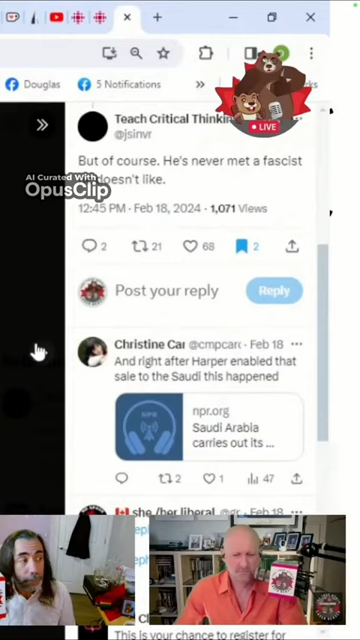 Douglas
5 Notifications
»
LIVE
Teach Critical Thinkin
@jsinvr
But of course. He's never met a fascist
doesn't like.
AI Curated With
OpusClip
12:45 PM · Feb 18, 2024 · 1,071 Views
2
21
68
2
Post your reply
Reply
Christine Car @cmpcarr · Feb 18 ···
And right after Harper enabled that
sale to the Saudi this happened
NPR
npr.org
Saudi Arabia
carries out its ...
2
1
47
she /her liberal
Feb 18
This is your chance to register for